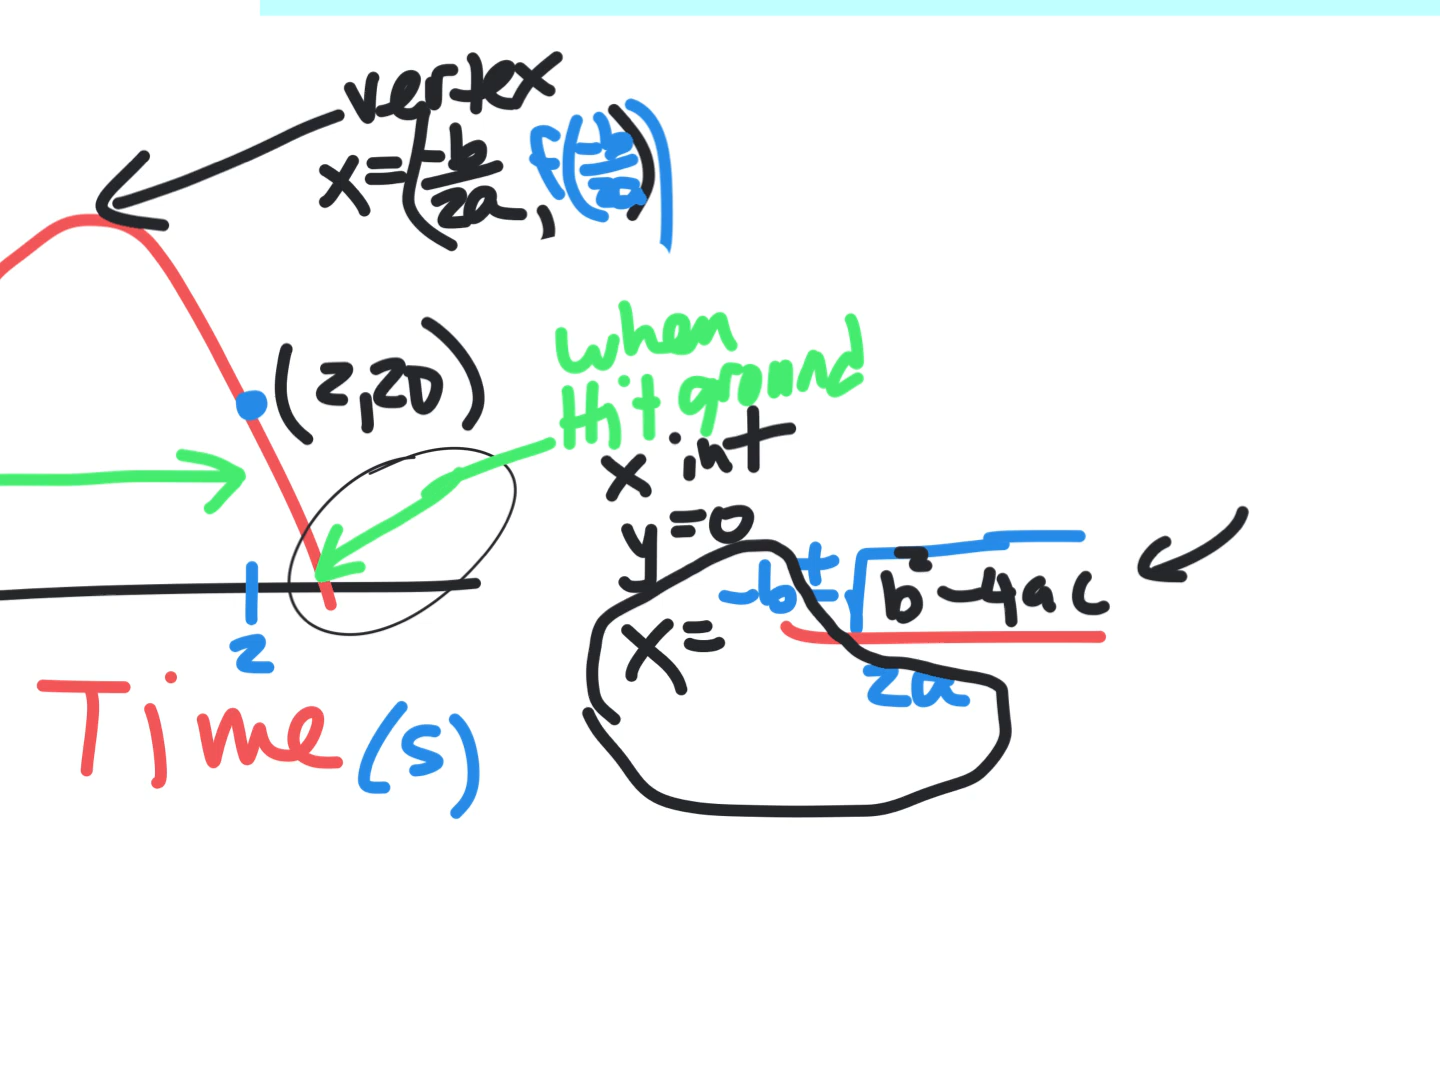 vertex
x=(-b/2a, f(-b/2a))
(2,20)
when
Hit ground
x int
y=0
x= -b±√b²-4ac
2a
2
Time (s)